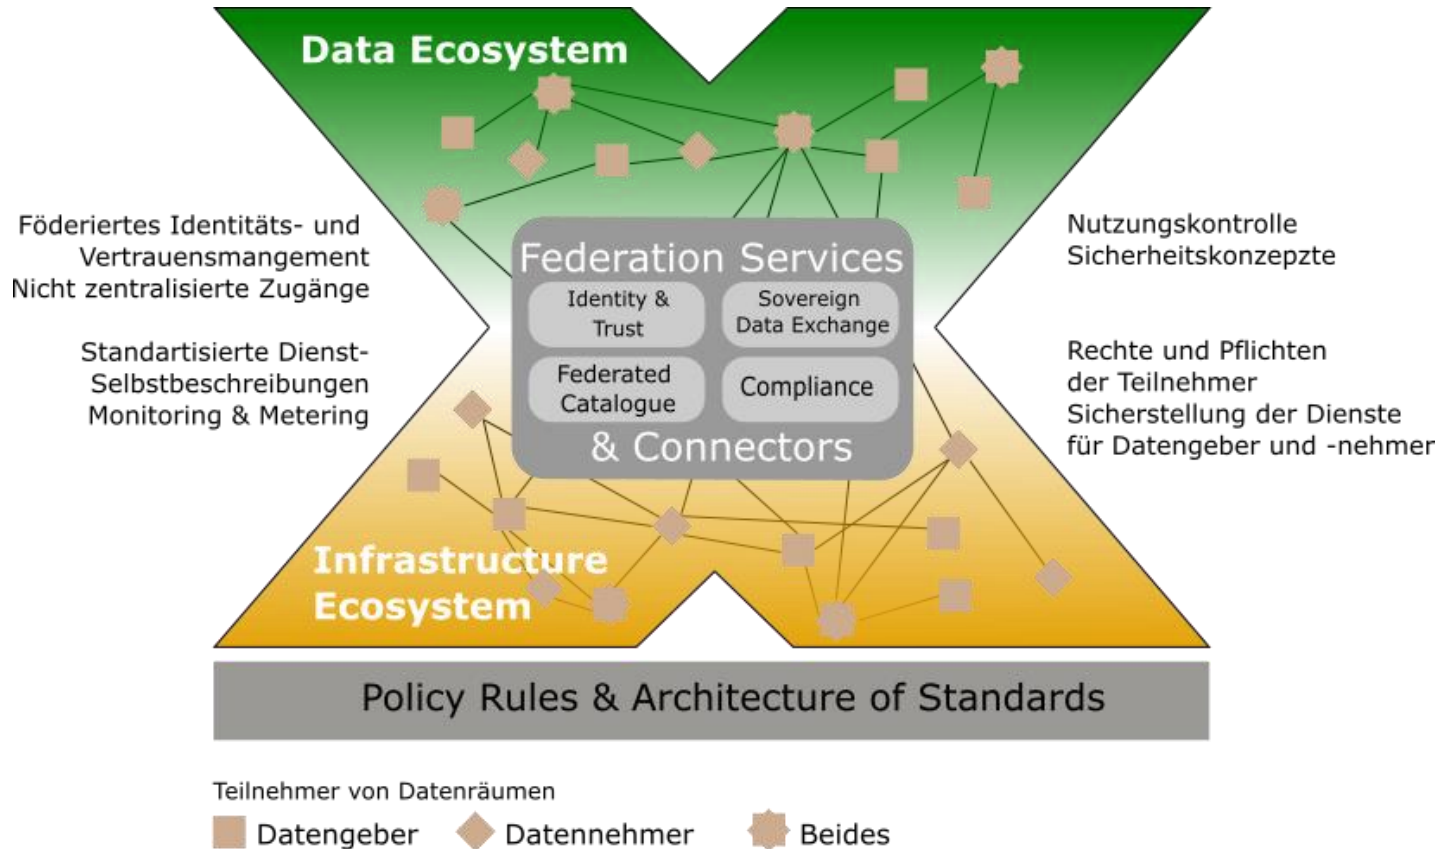 Data Ecosystem
Föderiertes Identitäts- und
Vertrauensmangement
Nicht zentralisierte Zugänge
Standartisierte Dienst-
Selbstbeschreibungen
Monitoring & Metering
Federation Services
Identity &
Trust
Sovereign
Data Exchange
Federated
Catalogue
Compliance
& Connectors
Nutzungskontrolle
Sicherheitskonzepzte
Rechte und Pflichten
der Teilnehmer
Sicherstellung der Dienste
für Datengeber und -nehmer
Infrastructure
Ecosystem
Policy Rules & Architecture of Standards
Teilnehmer von Datenräumen
Datengeber
Datennehmer
Beides